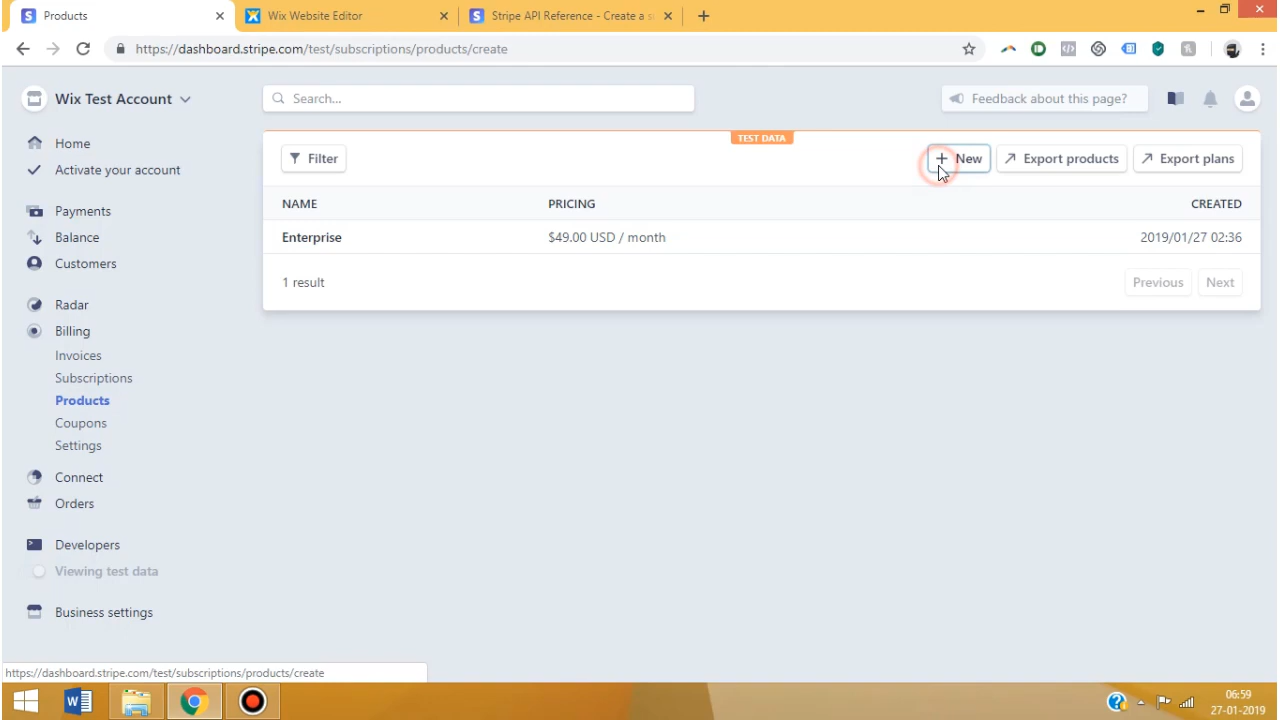 Products
Wix Website Editor
Stripe API Reference - Create a s
https://dashboard.stripe.com/test/subscriptions/products/create
Wix Test Account
Search...
Feedback about this page?
TEST DATA
Filter
New
Export products
Export plans
NAME PRICING CREATED
Enterprise $49.00 USD / month 2019/01/27 02:36
1 result
Previous
Next
Home
Activate your account
Payments
Balance
Customers
Radar
Billing
Invoices
Subscriptions
Products
Coupons
Settings
Connect
Orders
Developers
Viewing test data
Business settings
https://dashboard.stripe.com/test/subscriptions/products/create
06:59
27-01-2019